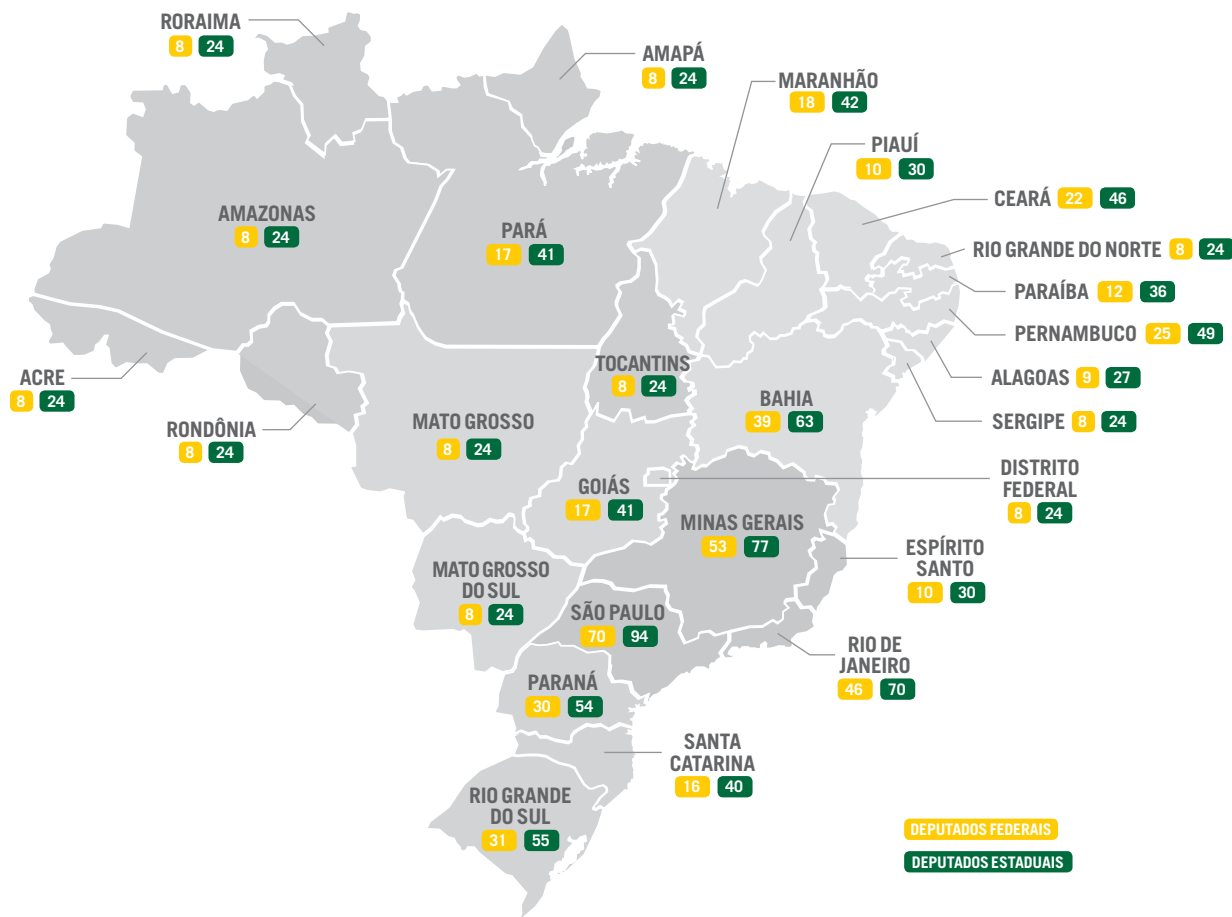 RORAIMA
8 24
AMAPÁ
8 24
MARANHÃO
18 42
PIAUÍ
10 30
CEARÁ 22 46
AMAZONAS
8 24
PARÁ
17 41
RIO GRANDE DO NORTE 8 24
PARAÍBA 12 36
PERNAMBUCO 25 49
ACRE
8 24
TOCANTINS
8 24
ALAGOAS 9 27
BAHIA
39 63
SERGIPE 8 24
RONDÔNIA
8 24
MATO GROSSO
8 24
DISTRITO
FEDERAL
8 24
GOIÁS
17 41
MINAS GERAIS
53 77
ESPÍRITO
SANTO
10 30
MATO GROSSO
DO SUL
8 24
SÃO PAULO
70 94
RIO DE
JANEIRO
46 70
PARANÁ
30 54
SANTA
CATARINA
16 40
RIO GRANDE
DO SUL
31 55
DEPUTADOS FEDERAIS
DEPUTADOS ESTADUAIS